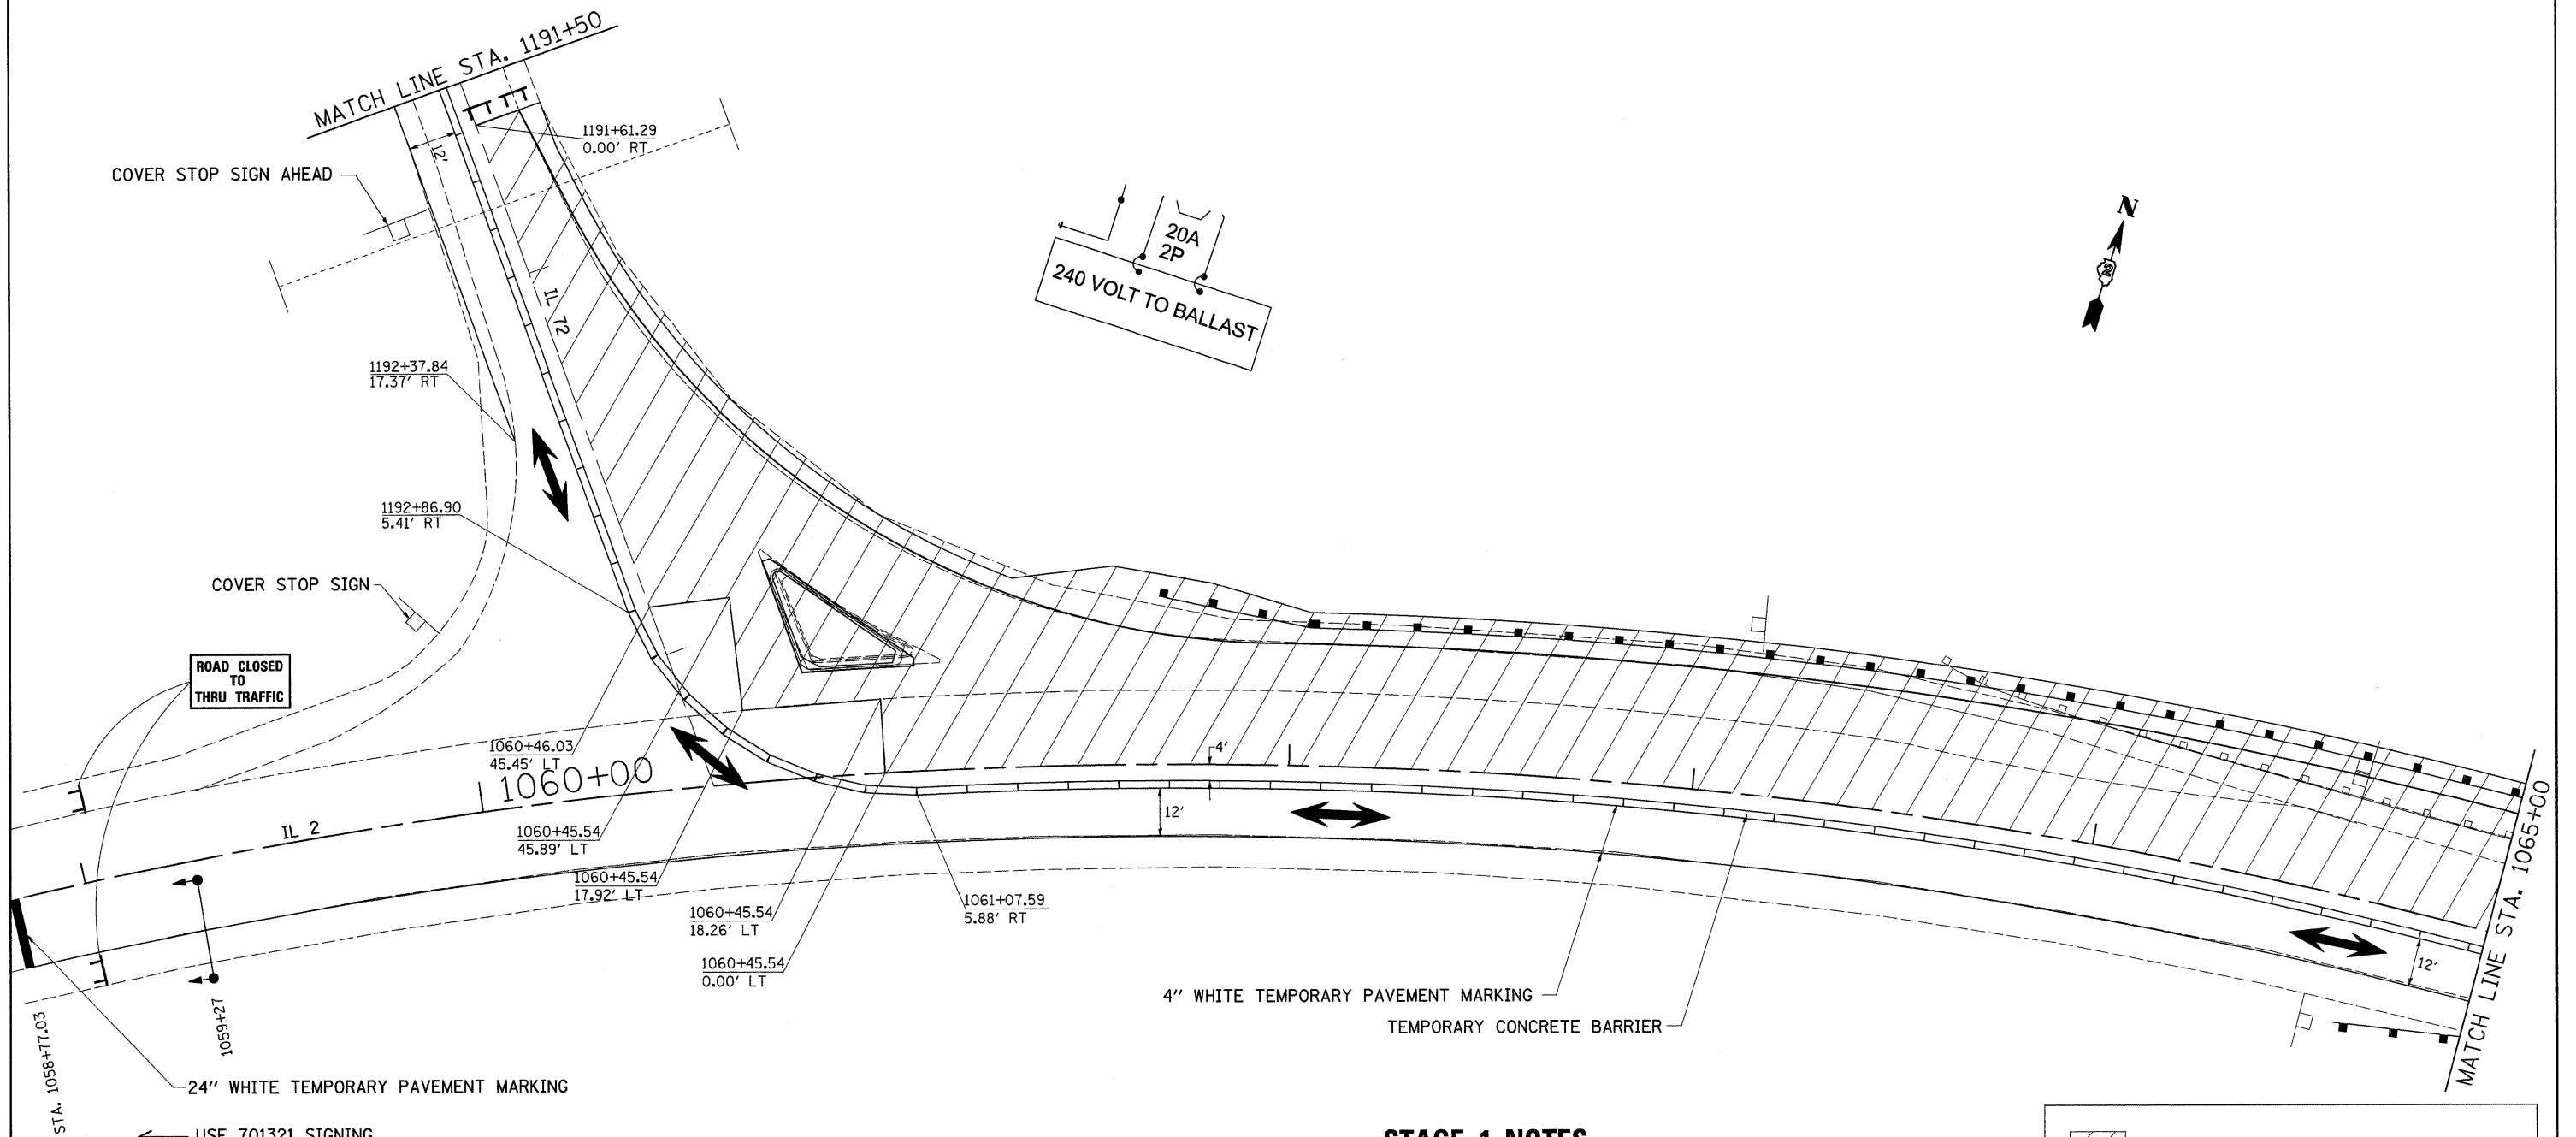 MATCH LINE STA. 1191+50
12'
1191+61.29
0.00' RT
COVER STOP SIGN AHEAD
IL 72
20A
2P
240 VOLT TO BALLAST
N
2
1192+37.84
17.37' RT
1192+86.90
5.41' RT
COVER STOP SIGN
ROAD CLOSED
TO
THRU TRAFFIC
1060+46.03
45.45' LT
1060+00
4'
IL 2
12'
1060+45.54
45.89' LT
1060+45.54
17.92' LT
1060+45.54
18.26' LT
1061+07.59
5.88' RT
1060+45.54
0.00' LT
12'
MATCH LINE STA. 1065+00
4" WHITE TEMPORARY PAVEMENT MARKING
TEMPORARY CONCRETE BARRIER
1059+27
STA. 1058+77.03
24" WHITE TEMPORARY PAVEMENT MARKING
USE 701321 SIGNING
STAGE 1 NOTES